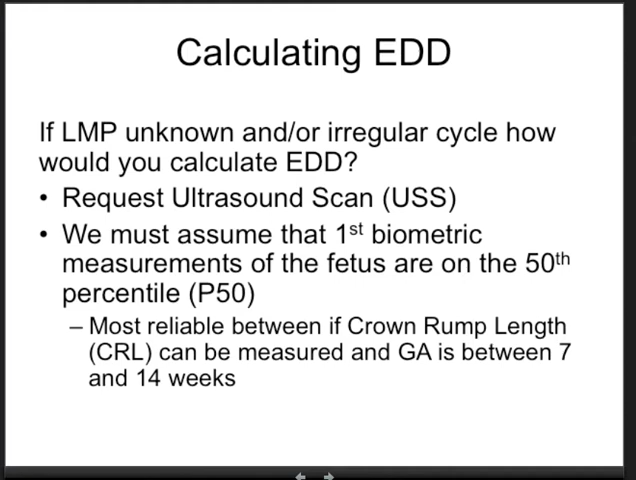 Calculating EDD
If LMP unknown and/or irregular cycle how
would you calculate EDD?
• Request Ultrasound Scan (USS)
• We must assume that 1st biometric
measurements of the fetus are on the 50th
percentile (P50)
– Most reliable between if Crown Rump Length
(CRL) can be measured and GA is between 7
and 14 weeks